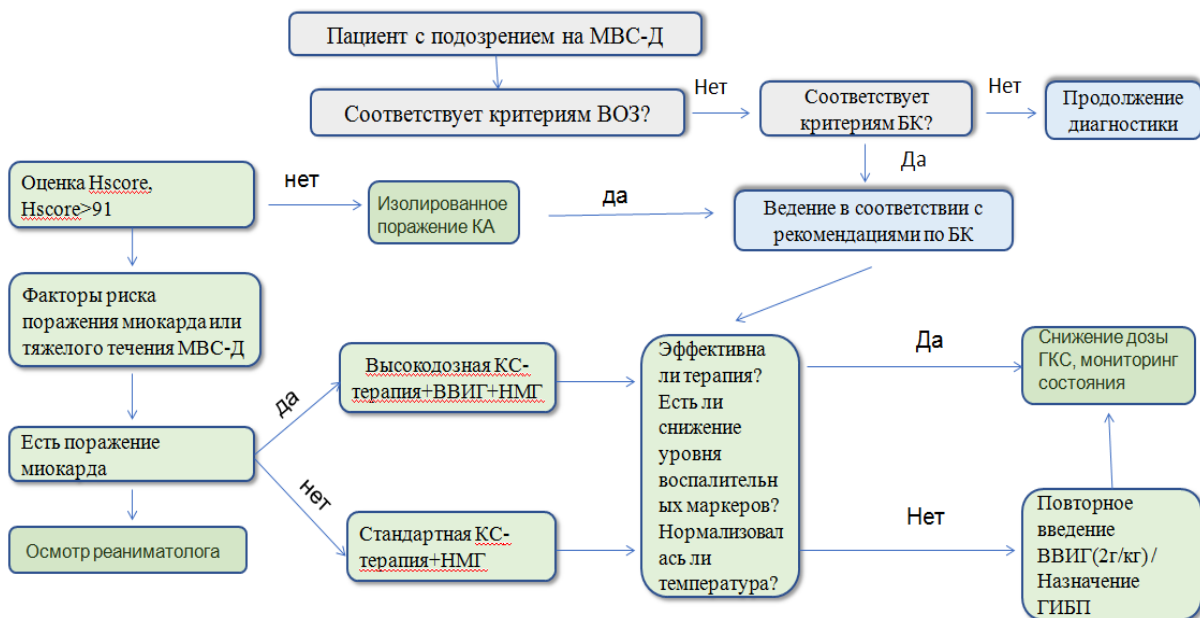 Пациент с подозрением на МВС-Д
Соответствует критериям ВОЗ?
Нет
Соответствует
критериям БК?
Нет
Продолжение
диагностики
Да
Оценка Hscore,
Hscore>91
нет
Изолированное
поражение КА
да
Ведение в соответствии с
рекомендациями по БК
Факторы риска
поражения миокарда или
тяжелого течения МВС-Д
Есть поражение
миокарда
Осмотр реаниматолога
да
Высокодозная КС-
терапия+ВВИГ+НМГ
нет
Стандартная КС-
терапия+НМГ
Эффективна
ли терапия?
Есть ли
снижение
уровня
воспалительн
ых маркеров?
Нормализовал
ась ли
температура?
Да
Снижение дозы
ГКС, мониторинг
состояния
Нет
Повторное
введение
ВВИГ(2г/кг) /
Назначение
ГИБП